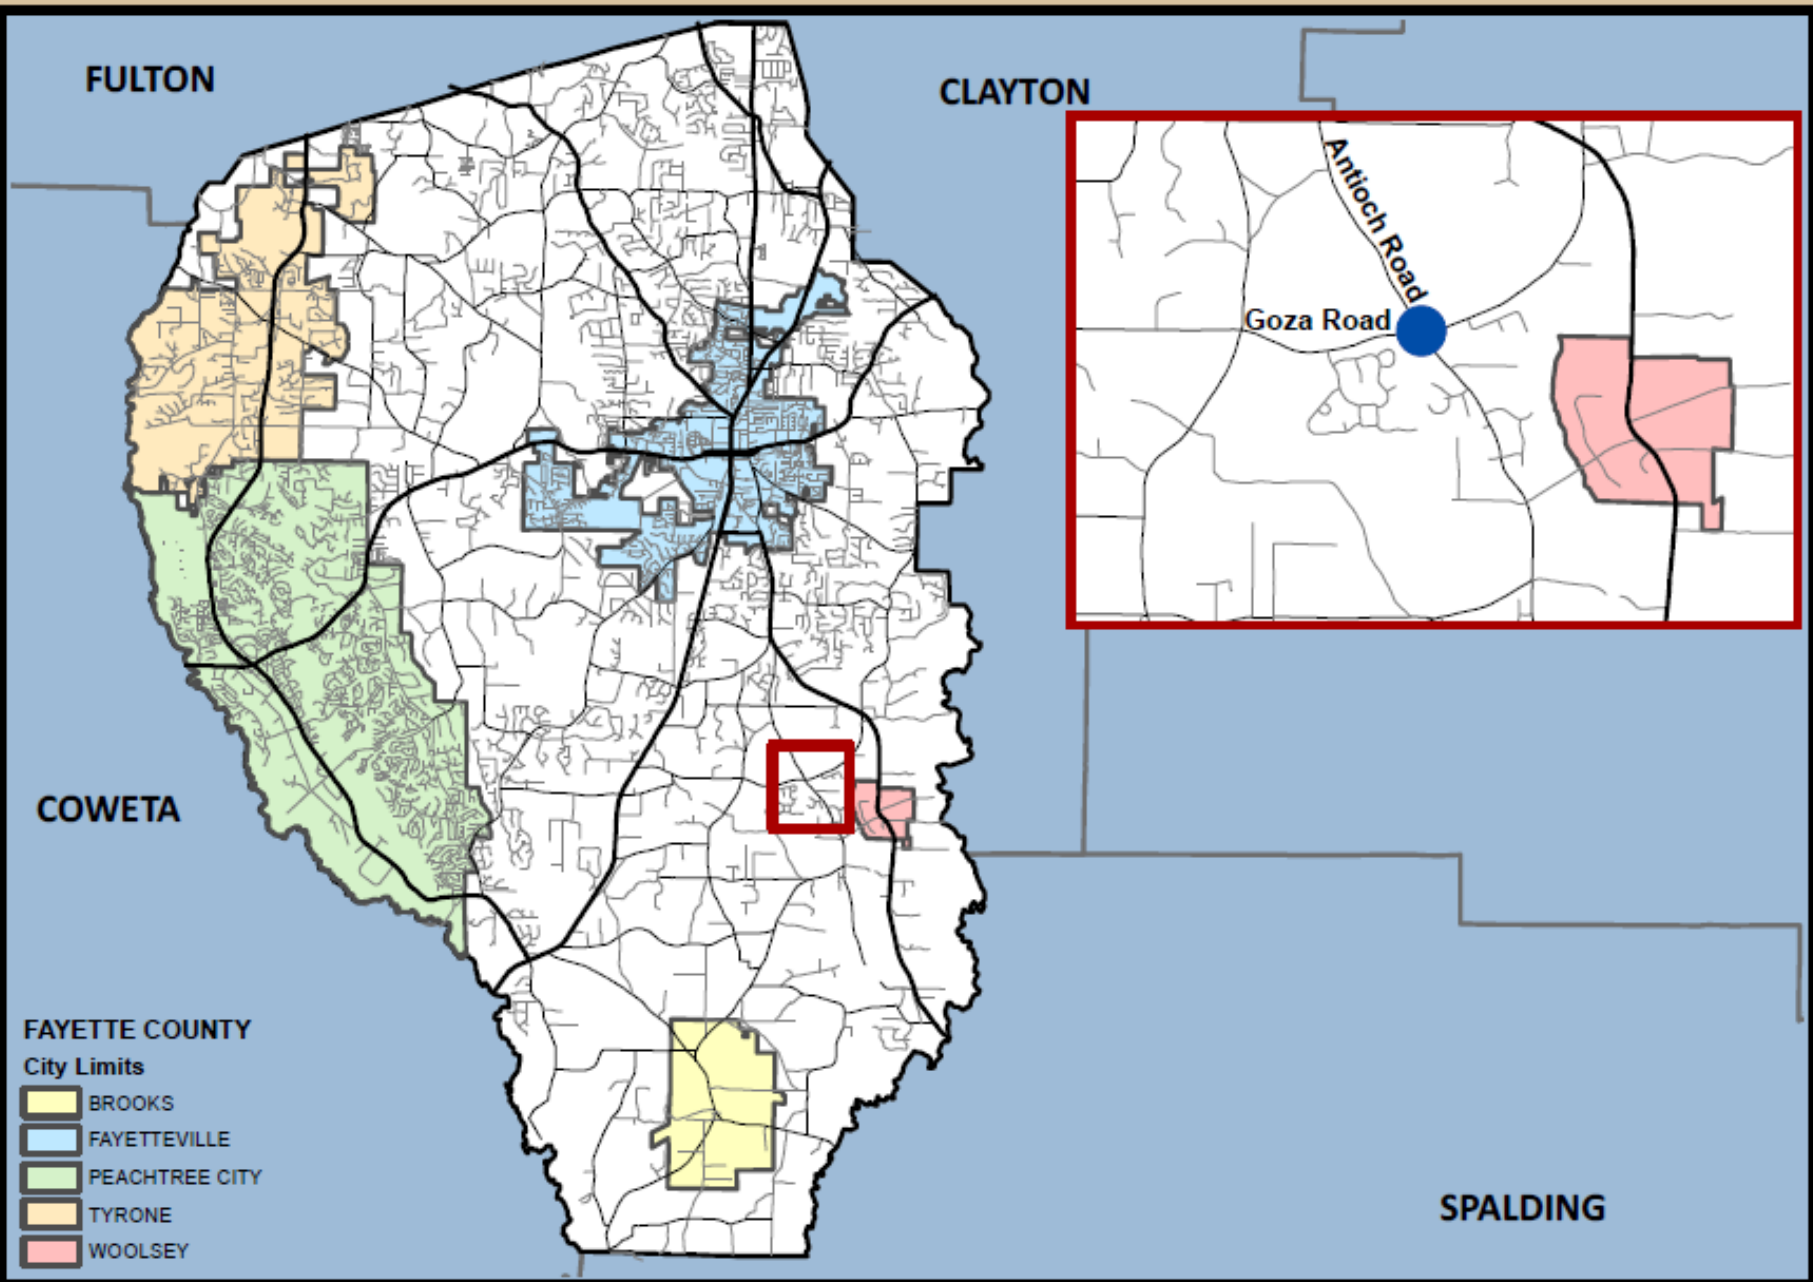 FULTON
CLAYTON
Antioch Road
Goza Road
COWETA
FAYETTE COUNTY
City Limits
BROOKS
FAYETTEVILLE
PEACHTREE CITY
TYRONE
WOOLSEY
SPALDING